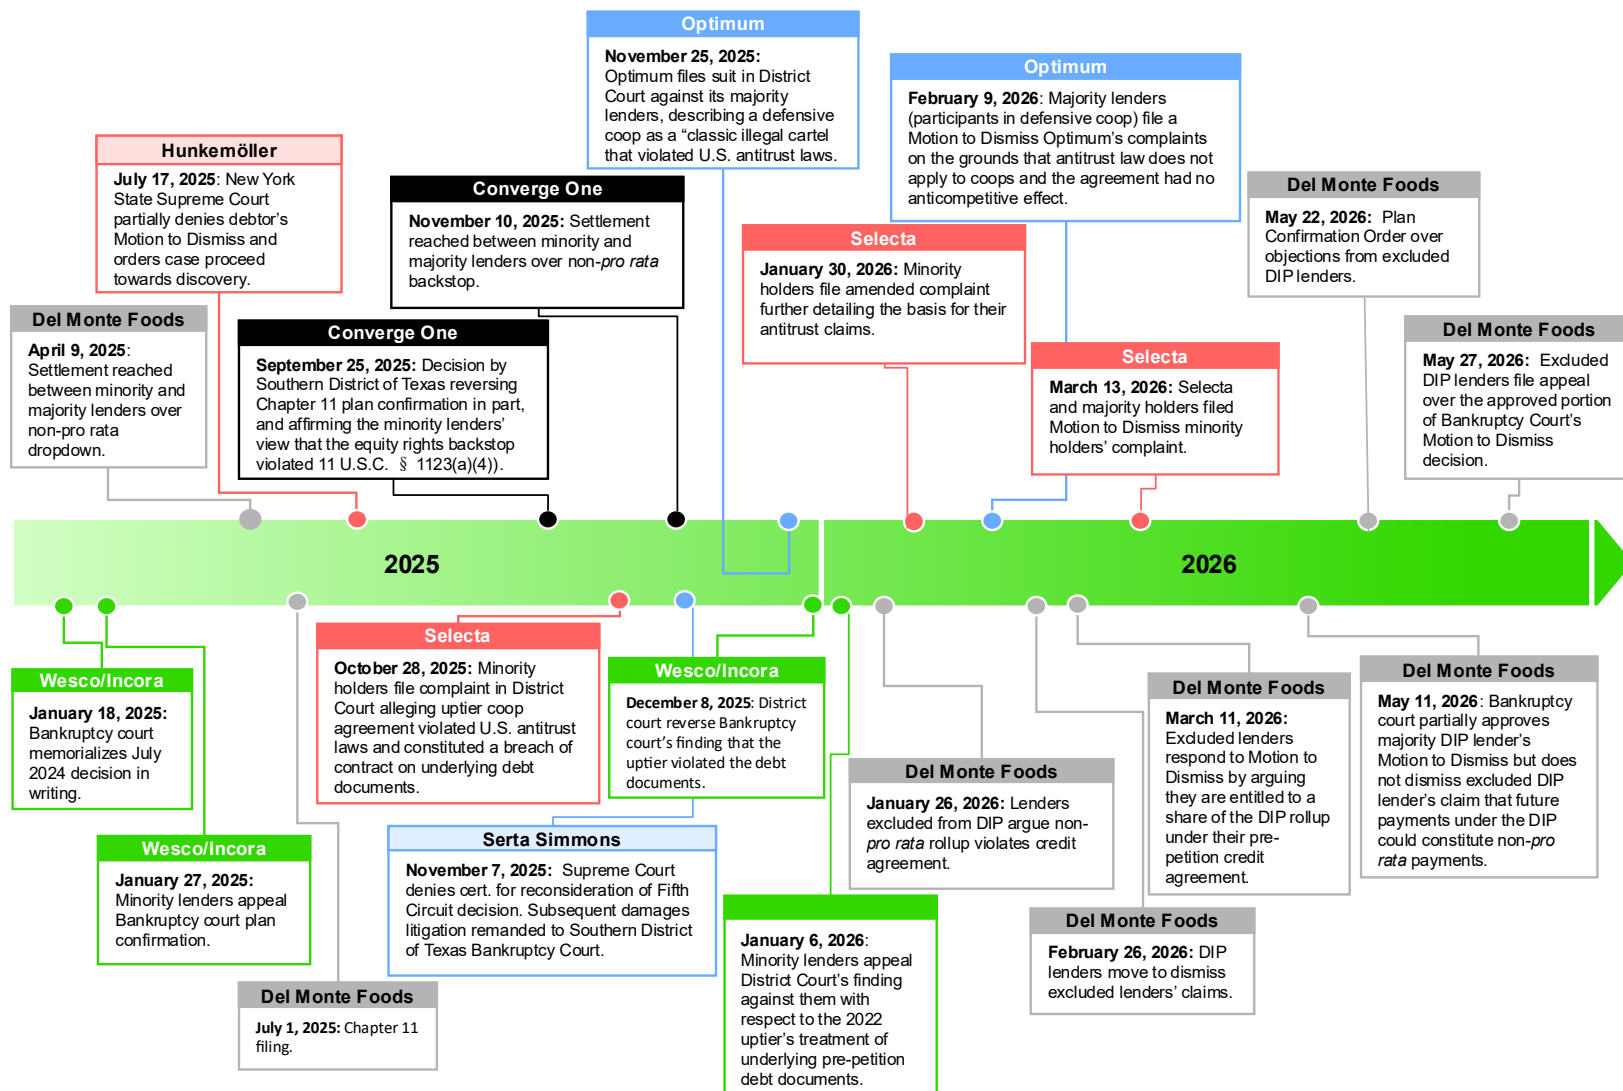 Optimum
November 25, 2025:
Optimum files suit in District
Court against its majority
lenders, describing a defensive
coop as a “classic illegal cartel
that violated U.S. antitrust laws.
Optimum
February 9, 2026: Majority lenders
(participants in defensive coop) file a
Motion to Dismiss Optimum’s complaints
on the grounds that antitrust law does not
apply to coops and the agreement had no
anticompetitive effect.
Hunkemöller
July 17, 2025: New York
State Supreme Court
partially denies debtor’s
Motion to Dismiss and
orders case proceed
towards discovery.
Converge One
November 10, 2025: Settlement
reached between minority and
majority lenders over non-pro rata
backstop.
Del Monte Foods
May 22, 2026: Plan
Confirmation Order over
objections from excluded
DIP lenders.
Selecta
January 30, 2026: Minority
holders file amended complaint
further detailing the basis for their
antitrust claims.
Del Monte Foods
April 9, 2025:
Settlement reached
between minority and
majority lenders over
non-pro rata
dropdown.
Converge One
September 25, 2025: Decision by
Southern District of Texas reversing
Chapter 11 plan confirmation in part,
and affirming the minority lenders’
view that the equity rights backstop
violated 11 U.S.C. § 1123(a)(4)).
Selecta
March 13, 2026: Selecta
and majority holders filed
Motion to Dismiss minority
holders’ complaint.
Del Monte Foods
May 27, 2026: Excluded
DIP lenders file appeal
over the approved portion
of Bankruptcy Court’s
Motion to Dismiss
decision.
2025
2026
Wesco/Incora
January 18, 2025:
Bankruptcy court
memorializes July
2024 decision in
writing.
Wesco/Incora
January 27, 2025:
Minority lenders appeal
Bankruptcy court plan
confirmation.
Del Monte Foods
July 1, 2025: Chapter 11
filing.
Selecta
October 28, 2025: Minority
holders file complaint in District
Court alleging uptier coop
agreement violated U.S. antitrust
laws and constituted a breach of
contract on underlying debt
documents.
Serta Simmons
November 7, 2025: Supreme Court
denies cert. for reconsideration of Fifth
Circuit decision. Subsequent damages
litigation remanded to Southern District
of Texas Bankruptcy Court.
Wesco/Incora
December 8, 2025: District
court reverse Bankruptcy
court’s finding that the
uptier violated the debt
documents.
January 6, 2026:
Minority lenders appeal
District Court’s finding
against them with
respect to the 2022
uptier’s treatment of
underlying pre-petition
debt documents.
Del Monte Foods
January 26, 2026: Lenders
excluded from DIP argue non-
pro rata rollup violates credit
agreement.
Del Monte Foods
February 26, 2026: DIP
lenders move to dismiss
excluded lenders’ claims.
Del Monte Foods
March 11, 2026:
Excluded lenders
respond to Motion to
Dismiss by arguing
they are entitled to a
share of the DIP rollup
under their pre-
petition credit
agreement.
Del Monte Foods
May 11, 2026: Bankruptcy
court partially approves
majority DIP lender’s
Motion to Dismiss but does
not dismiss excluded DIP
lender’s claim that future
payments under the DIP
could constitute non-pro
rata payments.